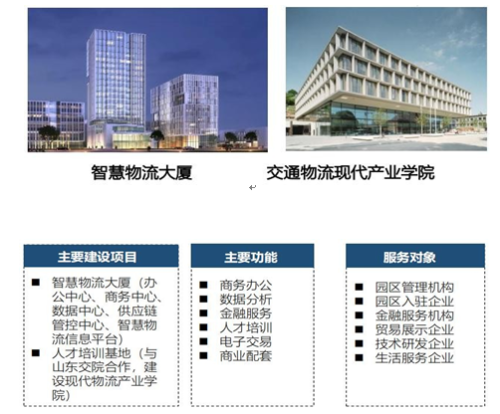 智慧物流大厦
交通物流现代产业学院
主要建设项目
■ 智慧物流大厦（办
公中心、商务中心、
数据中心、供应链
管控中心、智慧物
流信息平台）
■ 人才培训基地（与
山东交院合作，建
设现代物流产业学
院）
主要功能
■ 商务办公
■ 数据分析
■ 金融服务
■ 人才培训
■ 电子交易
■ 商业配套
服务对象
■ 园区管理机构
■ 园区入驻企业
■ 金融服务机构
■ 贸易展示企业
■ 技术研发企业
■ 生活服务企业